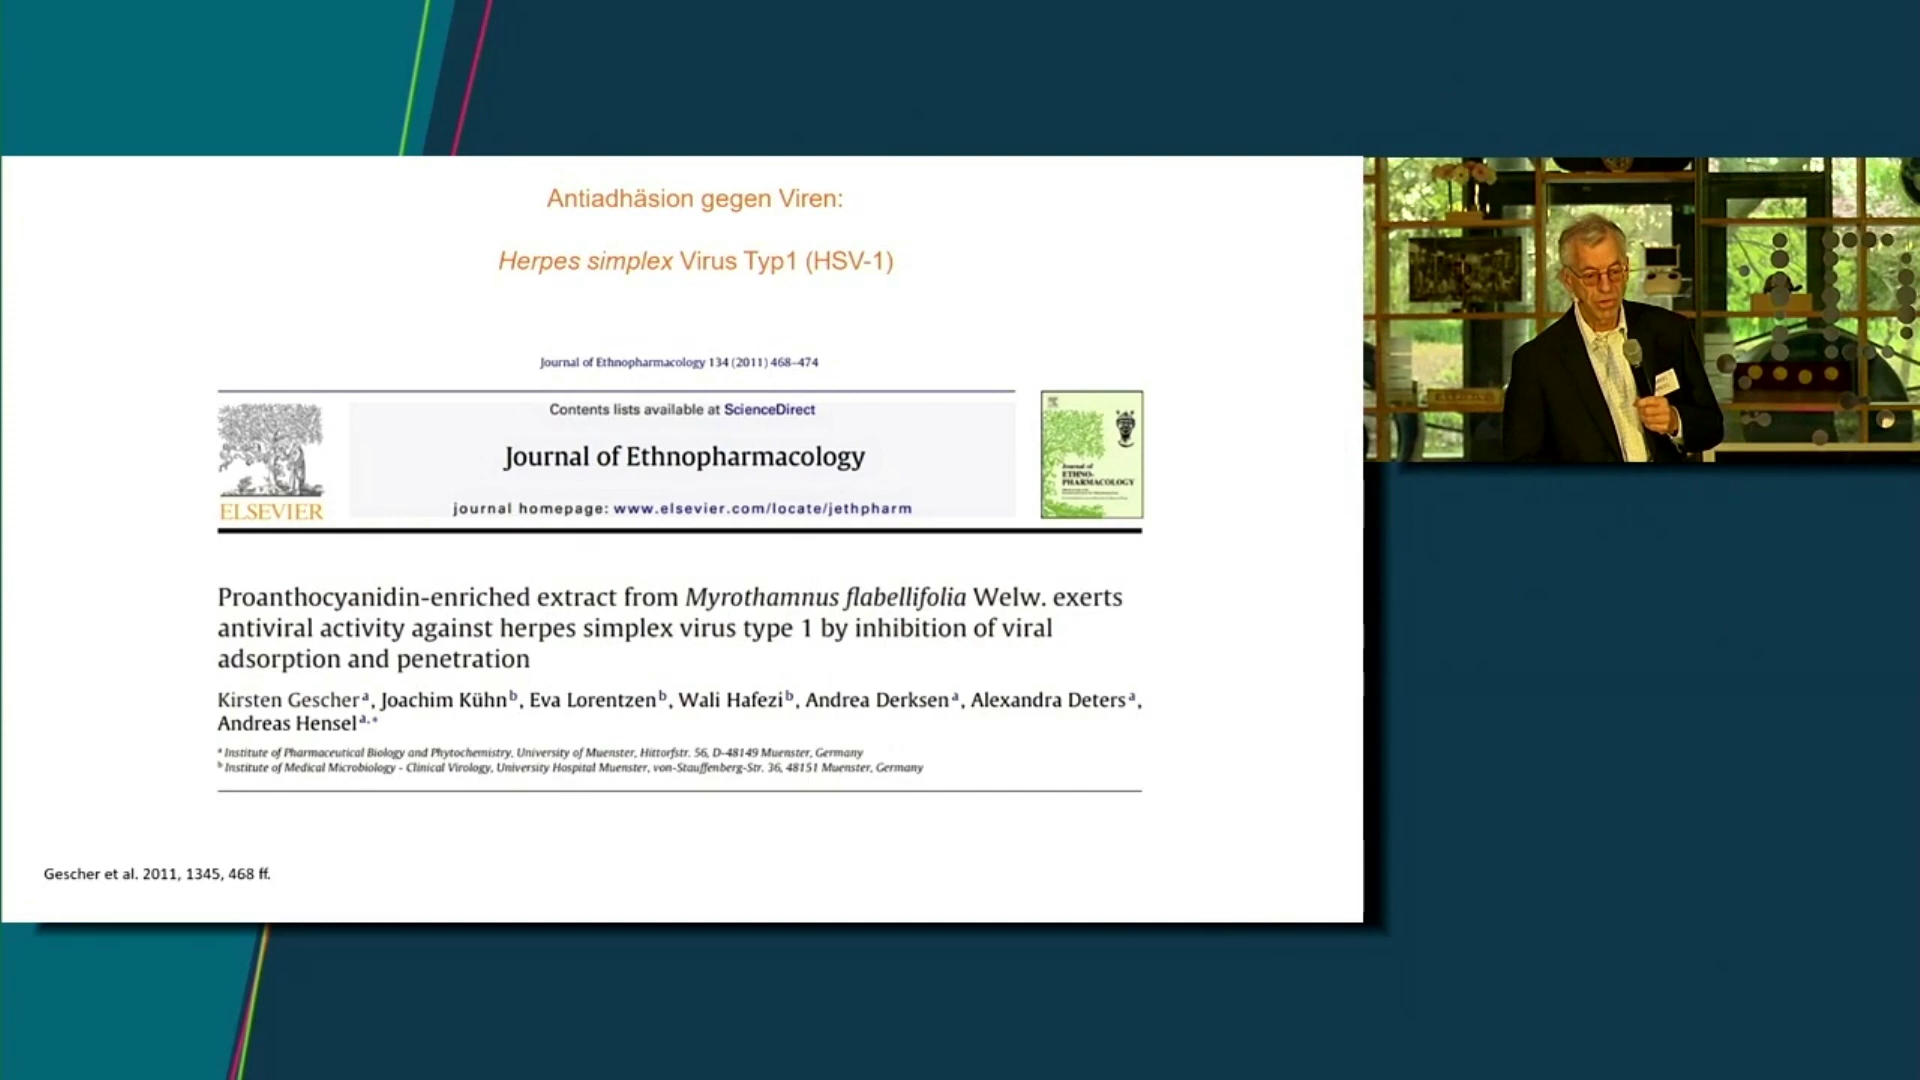 Antiadhäsion gegen Viren:
Herpes simplex Virus Typ1 (HSV-1)
Journal of Ethnopharmacology 134 (2011) 468–474
Contents lists available at ScienceDirect
Journal of Ethnopharmacology
journal homepage: www.elsevier.com/locate/jethpharm
ELSEVIER
Journal of
ETHNO-
PHARMACOLOGY
Proanthocyanidin-enriched extract from Myrothamnus flabellifolia Welw. exerts
antiviral activity against herpes simplex virus type 1 by inhibition of viral
adsorption and penetration
Kirsten Gescher a, Joachim Kühn b, Eva Lorentzen b, Wali Hafezi b, Andrea Derksen a, Alexandra Deters a,
Andreas Hensel a,*
a Institute of Pharmaceutical Biology and Phytochemistry, University of Muenster, Hittorfstr. 56, D-48149 Muenster, Germany
b Institute of Medical Microbiology - Clinical Virology, University Hospital Muenster, von-Stauffenberg-Str. 36, 48151 Muenster, Germany
Gescher et al. 2011, 1345, 468 ff.